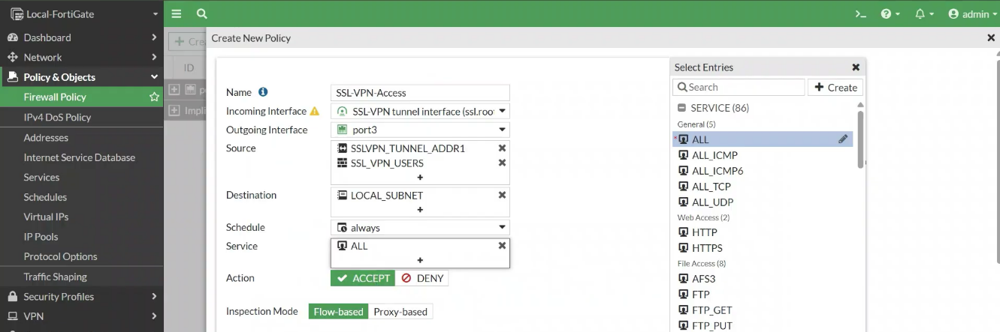 Local-FortiGate
admin
Dashboard
Network
Policy & Objects
Firewall Policy
IPv4 DoS Policy
Addresses
Internet Service Database
Services
Schedules
Virtual IPs
IP Pools
Protocol Options
Traffic Shaping
Security Profiles
VPN
+ Cre
ID
p
Impli
Create New Policy
Name SSL-VPN-Access
Incoming Interface SSL-VPN tunnel interface (ssl.roo
Outgoing Interface port3
Source SSLVPN_TUNNEL_ADDR1
SSL_VPN_USERS
+
Destination LOCAL_SUBNET
+
Schedule always
Service ALL
+
Action ACCEPT DENY
Inspection Mode Flow-based Proxy-based
Select Entries
Search + Create
SERVICE (86)
General (5)
ALL
ALL_ICMP
ALL_ICMP6
ALL_TCP
ALL_UDP
Web Access (2)
HTTP
HTTPS
File Access (8)
AFS3
FTP
FTP_GET
FTP_PUT